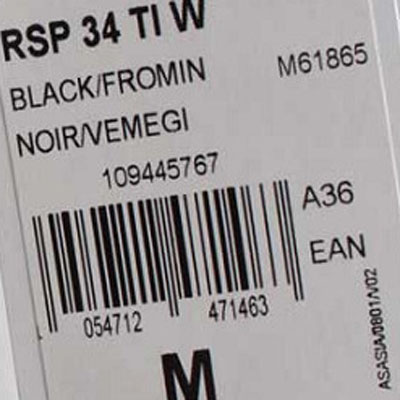 RSP 34 TI W
BLACK/FROMIN M61865
NOIR/VEMEGI
109445767
A36
EAN
054712 471463
M
ASASIA/0801/V02